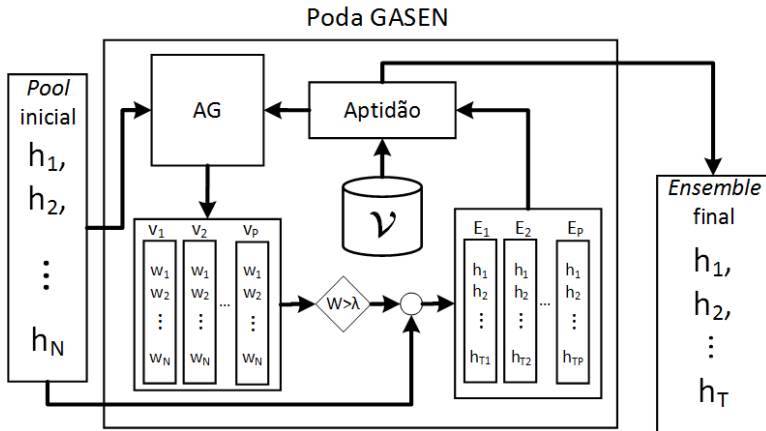 Poda GASEN
Pool
inicial
h1,
h2,
⋮
hN
AG
Aptidão
𝒱
V1 V2 VP
w1 w1 w1
w2 w2 ... w2
⋮ ⋮ ⋮
wN wN wN
W>λ
E1 E2 EP
h1 h1 h1
h2 h2 ... h2
⋮ ⋮ ⋮
hT1 hT2 hTP
Ensemble
final
h1,
h2,
⋮
hT